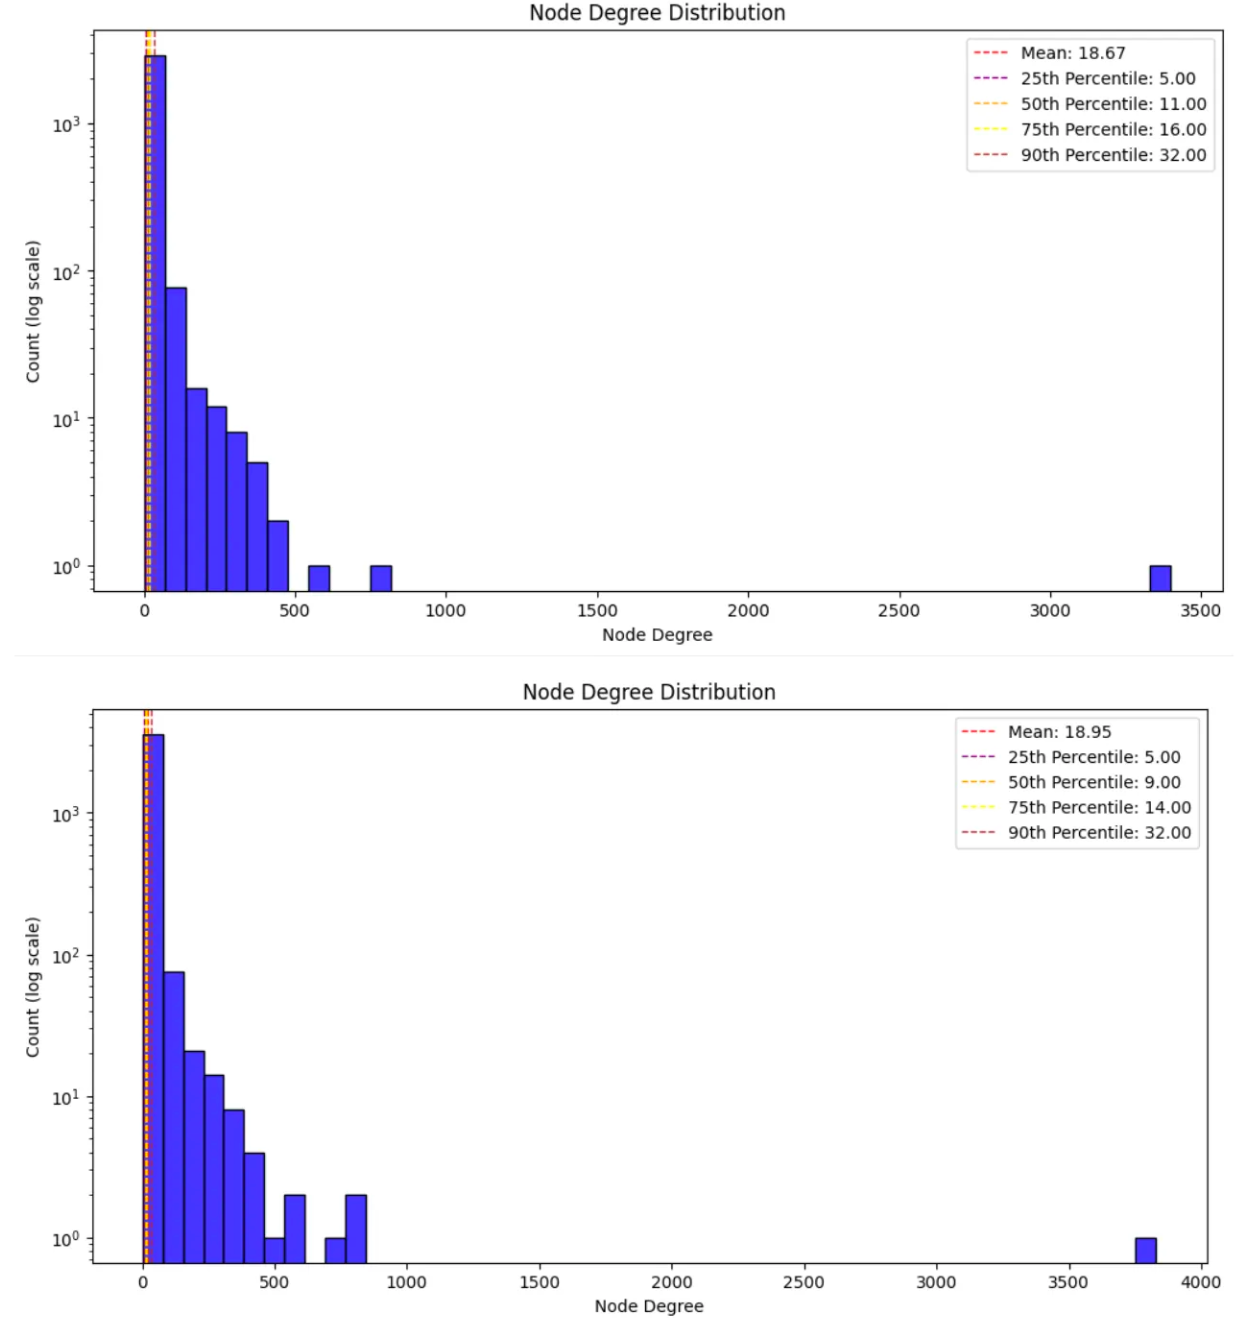 Node Degree Distribution
Mean: 18.67
25th Percentile: 5.00
50th Percentile: 11.00
75th Percentile: 16.00
90th Percentile: 32.00
Count (log scale)
10³
10²
10¹
10⁰
0 500 1000 1500 2000 2500 3000 3500
Node Degree
Node Degree Distribution
Mean: 18.95
25th Percentile: 5.00
50th Percentile: 9.00
75th Percentile: 14.00
90th Percentile: 32.00
Count (log scale)
10³
10²
10¹
10⁰
0 500 1000 1500 2000 2500 3000 3500 4000
Node Degree